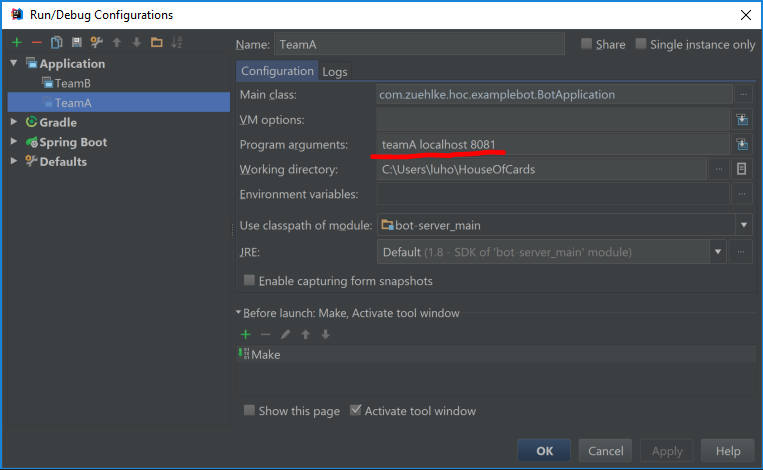 Run/Debug Configurations
Name: TeamA
Share
Single instance only
Application
TeamB
TeamA
Gradle
Spring Boot
Defaults
Configuration
Logs
Main class: com.zuehlke.hoc.examplebot.BotApplication
VM options:
Program arguments: teamA localhost 8081
Working directory: C:\Users\luho\HouseOfCards
Environment variables:
Use classpath of module: bot-server_main
JRE: Default (1.8 - SDK of 'bot-server_main' module)
Enable capturing form snapshots
Before launch: Make, Activate tool window
Make
Show this page
Activate tool window
OK
Cancel
Apply
Help